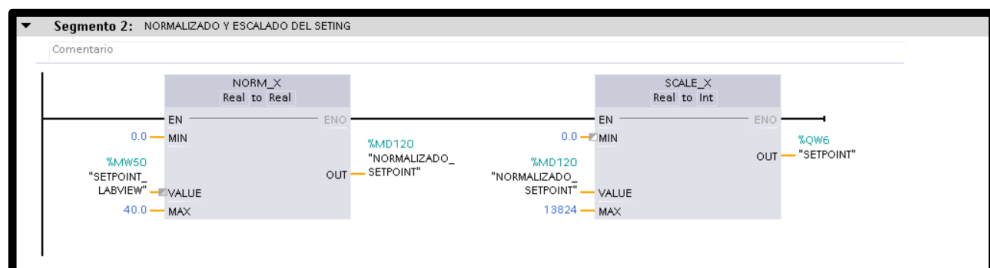 Segmento 2: NORMALIZADO Y ESCALADO DEL SETING
Comentario
NORM_X
Real to Real
EN
ENO
0.0
MIN
%MD120
"NORMALIZADO_
SETPOINT"
OUT
%MW50
"SETPOINT_
LABVIEW"
VALUE
40.0
MAX
SCALE_X
Real to Int
EN
ENO
0.0
MIN
%QW6
"SETPOINT"
OUT
%MD120
"NORMALIZADO_
SETPOINT"
VALUE
13824
MAX